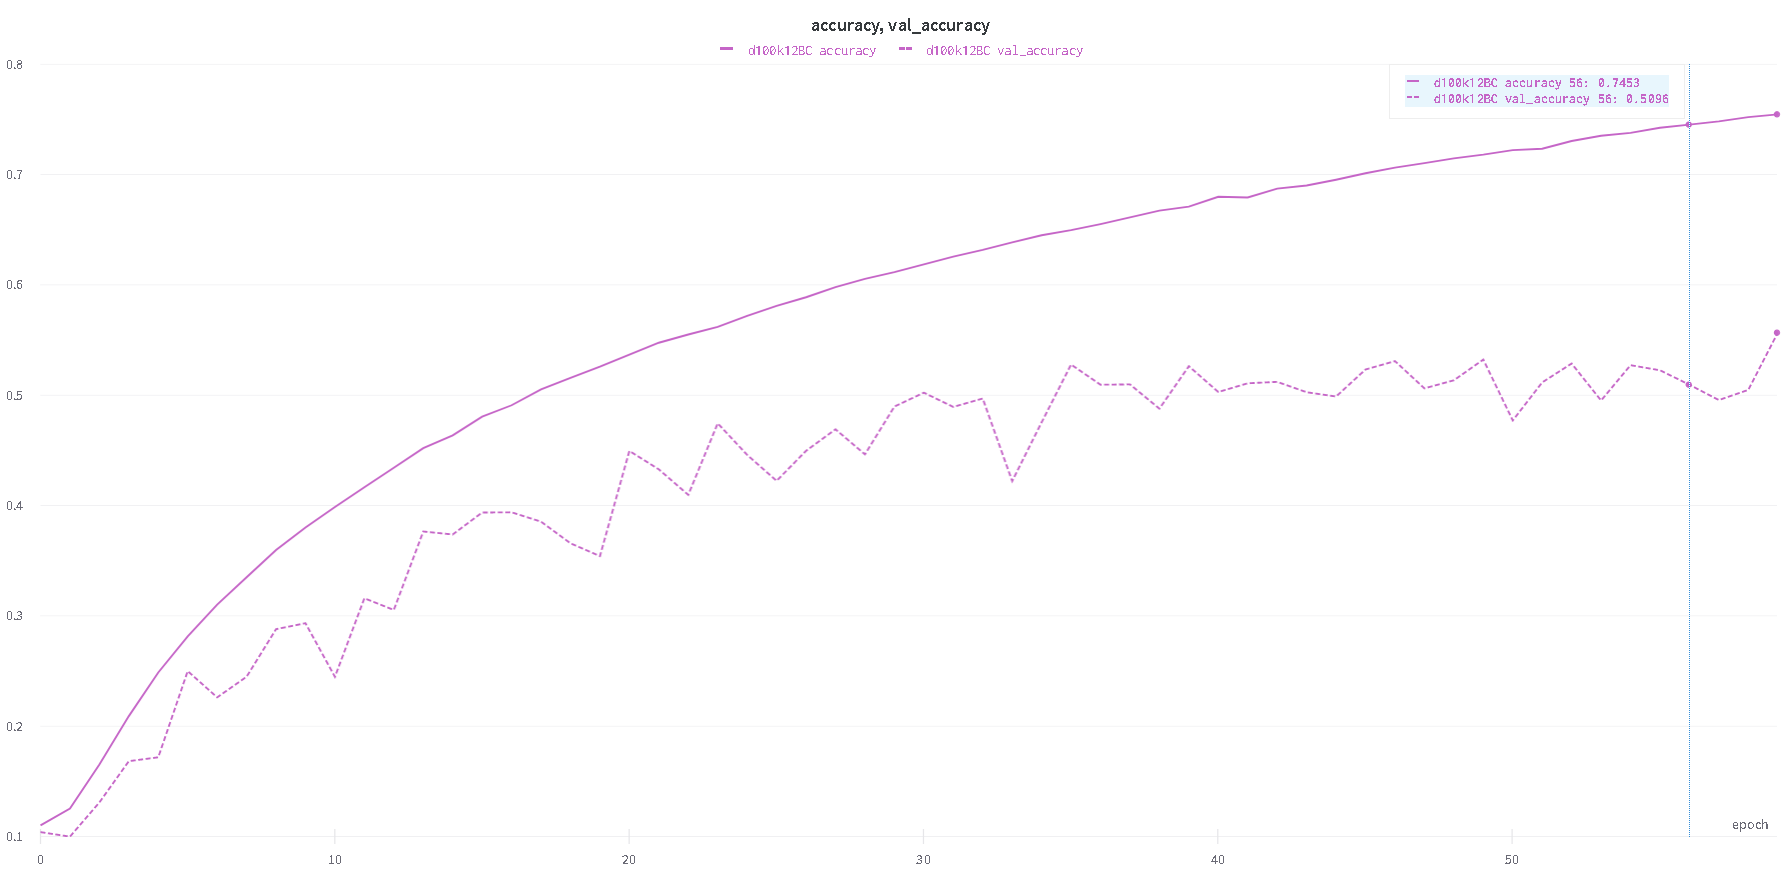 accuracy, val_accuracy
d100k12BC accuracy d100k12BC val_accuracy
0.8
d100k12BC accuracy 56: 0.7453
d100k12BC val_accuracy 56: 0.5096
0.7
0.6
0.5
0.4
0.3
0.2
epoch
0.1
0 10 20 30 40 50